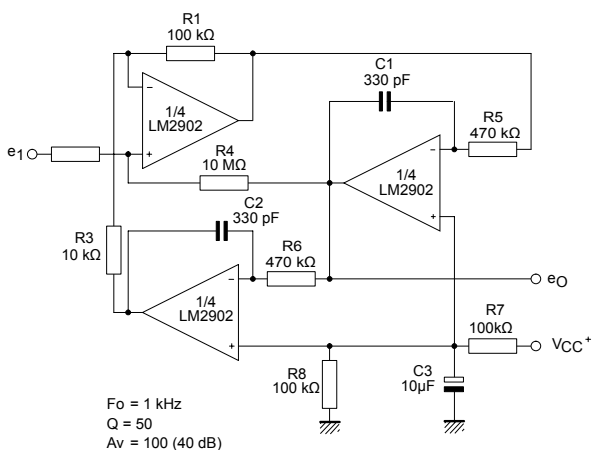 R1
100 kΩ
C1
330 pF
R5
470 kΩ
−
1/4
LM2902
+
e1
R4
10 MΩ
−
1/4
LM2902
+
C2
330 pF
R3
10 kΩ
R6
470 kΩ
−
1/4
LM2902
+
eO
R7
100kΩ
VCC+
R8
100 kΩ
C3
10µF
Fo = 1 kHz
Q = 50
Av = 100 (40 dB)